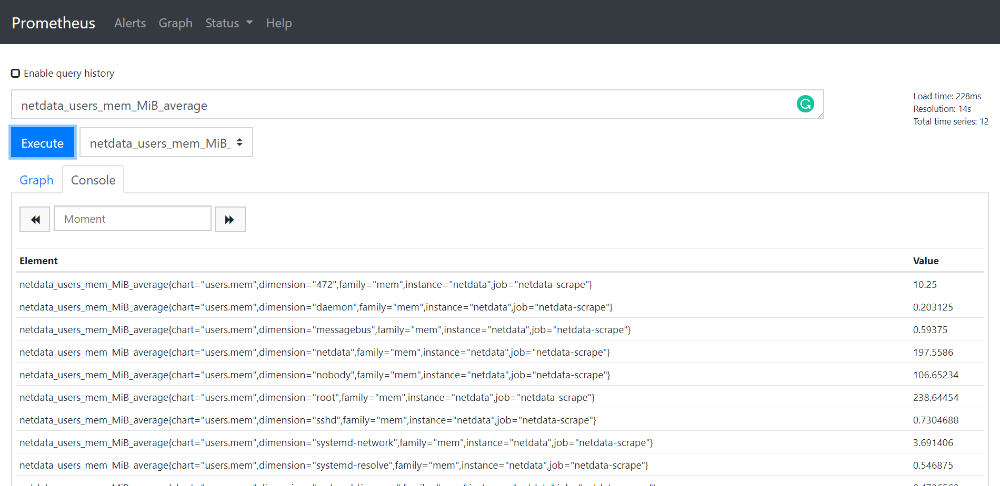 Prometheus Alerts Graph Status Help
Enable query history
netdata_users_mem_MiB_average
Load time: 228ms
Resolution: 14s
Total time series: 12
Execute netdata_users_mem_MiB_
Graph Console
Moment
Element Value
netdata_users_mem_MiB_average{chart="users.mem",dimension="472",family="mem",instance="netdata",job="netdata-scrape"} 10.25
netdata_users_mem_MiB_average{chart="users.mem",dimension="daemon",family="mem",instance="netdata",job="netdata-scrape"} 0.203125
netdata_users_mem_MiB_average{chart="users.mem",dimension="messagebus",family="mem",instance="netdata",job="netdata-scrape"} 0.59375
netdata_users_mem_MiB_average{chart="users.mem",dimension="netdata",family="mem",instance="netdata",job="netdata-scrape"} 197.5586
netdata_users_mem_MiB_average{chart="users.mem",dimension="nobody",family="mem",instance="netdata",job="netdata-scrape"} 106.65234
netdata_users_mem_MiB_average{chart="users.mem",dimension="root",family="mem",instance="netdata",job="netdata-scrape"} 238.64454
netdata_users_mem_MiB_average{chart="users.mem",dimension="sshd",family="mem",instance="netdata",job="netdata-scrape"} 0.7304688
netdata_users_mem_MiB_average{chart="users.mem",dimension="systemd-network",family="mem",instance="netdata",job="netdata-scrape"} 3.691406
netdata_users_mem_MiB_average{chart="users.mem",dimension="systemd-resolve",family="mem",instance="netdata",job="netdata-scrape"} 0.546875